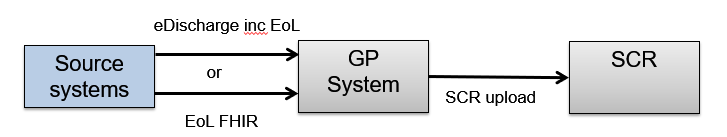 eDischarge inc EoL
Source
systems
or
EoL FHIR
GP
System
SCR upload
SCR